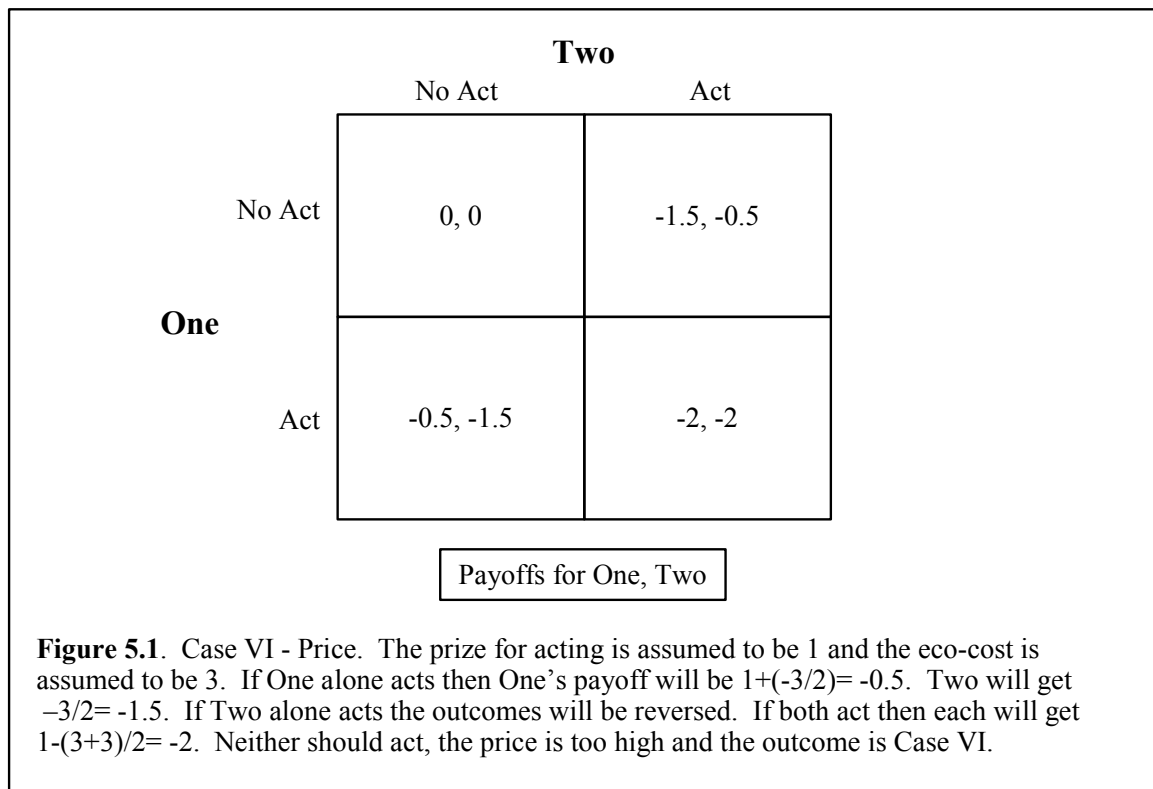 Two
No Act Act
No Act 0, 0 -1.5, -0.5
One
Act -0.5, -1.5 -2, -2
Payoffs for One, Two
Figure 5.1. Case VI - Price. The prize for acting is assumed to be 1 and the eco-cost is
assumed to be 3. If One alone acts then One's payoff will be 1+(-3/2)= -0.5. Two will get
–3/2= -1.5. If Two alone acts the outcomes will be reversed. If both act then each will get
1-(3+3)/2= -2. Neither should act, the price is too high and the outcome is Case VI.